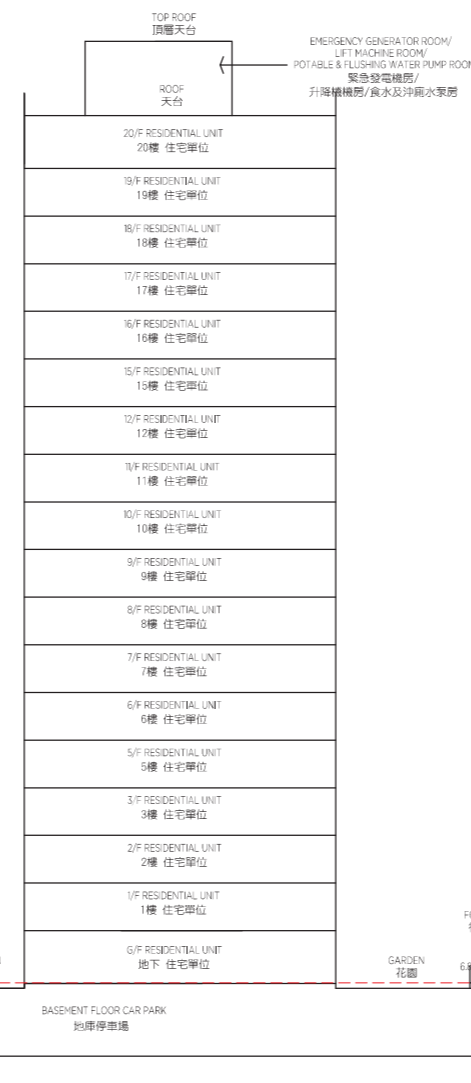 TOP ROOF
頂層天台
EMERGENCY GENERATOR ROOM/
LIFT MACHINE ROOM/
POTABLE & FLUSHING WATER PUMP ROOM
緊急發電機房/
升降機機房/食水及沖廁水泵房
ROOF
天台
20/F RESIDENTIAL UNIT
20樓 住宅單位
19/F RESIDENTIAL UNIT
19樓 住宅單位
18/F RESIDENTIAL UNIT
18樓 住宅單位
17/F RESIDENTIAL UNIT
17樓 住宅單位
16/F RESIDENTIAL UNIT
16樓 住宅單位
15/F RESIDENTIAL UNIT
15樓 住宅單位
12/F RESIDENTIAL UNIT
12樓 住宅單位
11/F RESIDENTIAL UNIT
11樓 住宅單位
10/F RESIDENTIAL UNIT
10樓 住宅單位
9/F RESIDENTIAL UNIT
9樓 住宅單位
8/F RESIDENTIAL UNIT
8樓 住宅單位
7/F RESIDENTIAL UNIT
7樓 住宅單位
6/F RESIDENTIAL UNIT
6樓 住宅單位
5/F RESIDENTIAL UNIT
5樓 住宅單位
3/F RESIDENTIAL UNIT
3樓 住宅單位
2/F RESIDENTIAL UNIT
2樓 住宅單位
1/F RESIDENTIAL UNIT
1樓 住宅單位
G/F RESIDENTIAL UNIT
地下 住宅單位
GARDEN
花園
BASEMENT FLOOR CAR PARK
地庫停車場